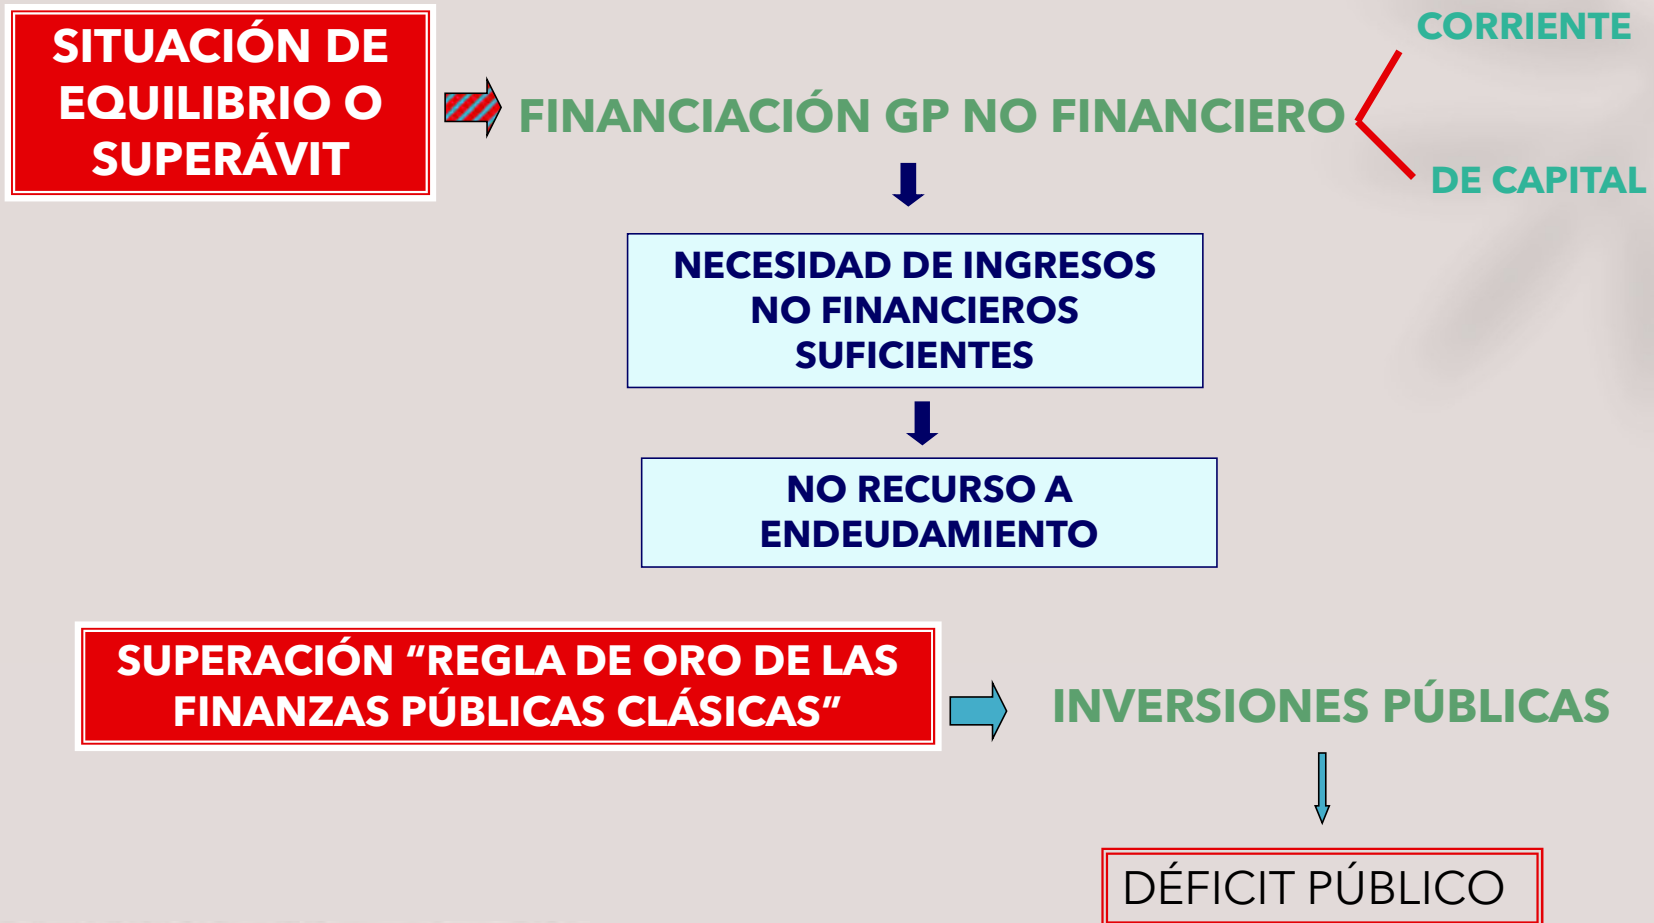 SITUACIÓN DE
EQUILIBRIO O
SUPERÁVIT
FINANCIACIÓN GP NO FINANCIERO
CORRIENTE
DE CAPITAL
NECESIDAD DE INGRESOS
NO FINANCIEROS
SUFICIENTES
NO RECURSO A
ENDEUDAMIENTO
SUPERACIÓN “REGLA DE ORO DE LAS
FINANZAS PÚBLICAS CLÁSICAS”
INVERSIONES PÚBLICAS
DÉFICIT PÚBLICO